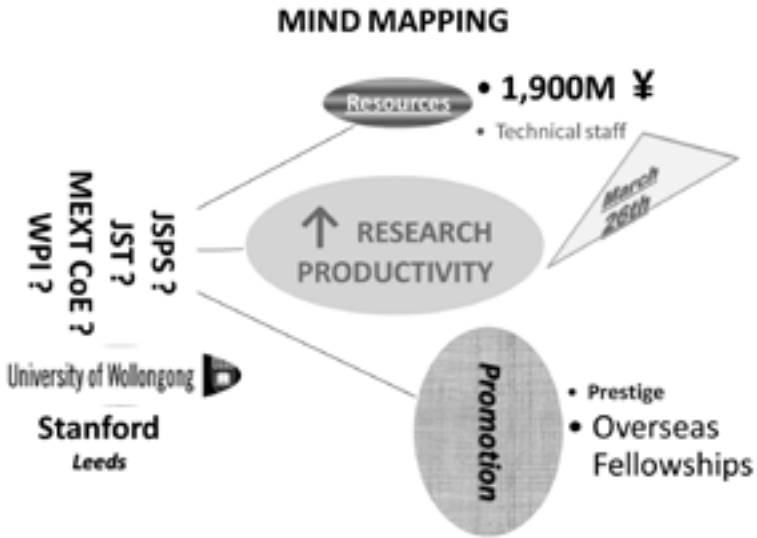 MIND MAPPING
Resources
• 1,900M ¥
• Technical staff
March
26th
↑ RESEARCH
PRODUCTIVITY
JSPS ?
JST ?
MEXT CoE ?
WPI ?
University of Wollongong
Stanford
Leeds
Promotion
• Prestige
• Overseas
Fellowships